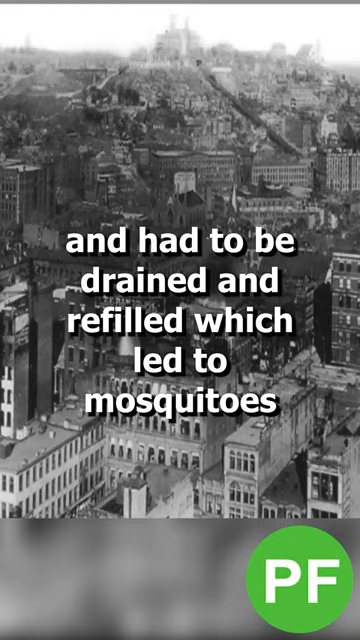 and had to be
drained and
refilled which
led to
mosquitoes
PF